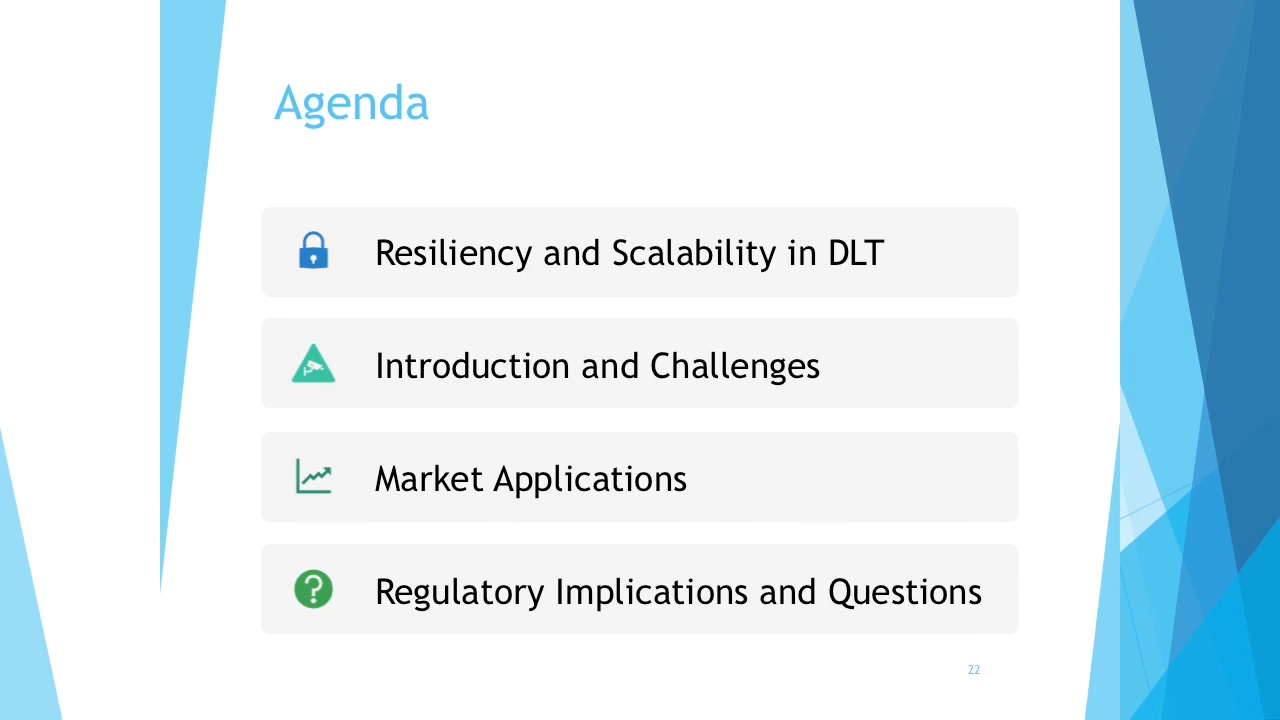 Agenda
Resiliency and Scalability in DLT
Introduction and Challenges
Market Applications
Regulatory Implications and Questions
22